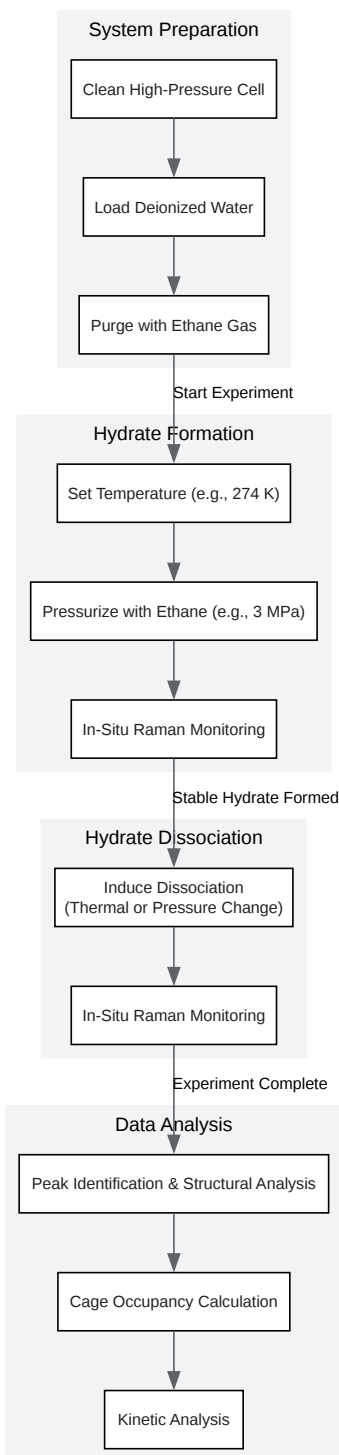 System Preparation
Clean High-Pressure Cell
Load Deionized Water
Purge with Ethane Gas
Start Experiment
Hydrate Formation
Set Temperature (e.g., 274 K)
Pressurize with Ethane (e.g., 3 MPa)
In-Situ Raman Monitoring
Stable Hydrate Formed
Hydrate Dissociation
Induce Dissociation
(Thermal or Pressure Change)
In-Situ Raman Monitoring
Experiment Complete
Data Analysis
Peak Identification & Structural Analysis
Cage Occupancy Calculation
Kinetic Analysis